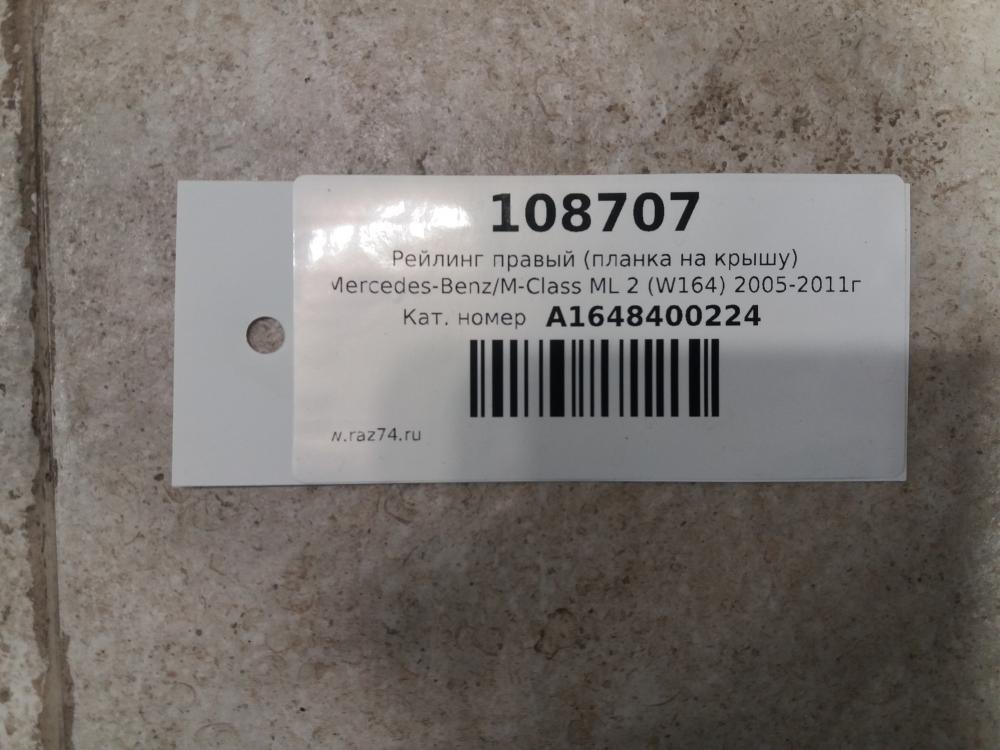 108707
Рейлинг правый (планка на крышу)
Mercedes-Benz/M-Class ML 2 (W164) 2005-2011г
Кат. номер A1648400224
w.raz74.ru